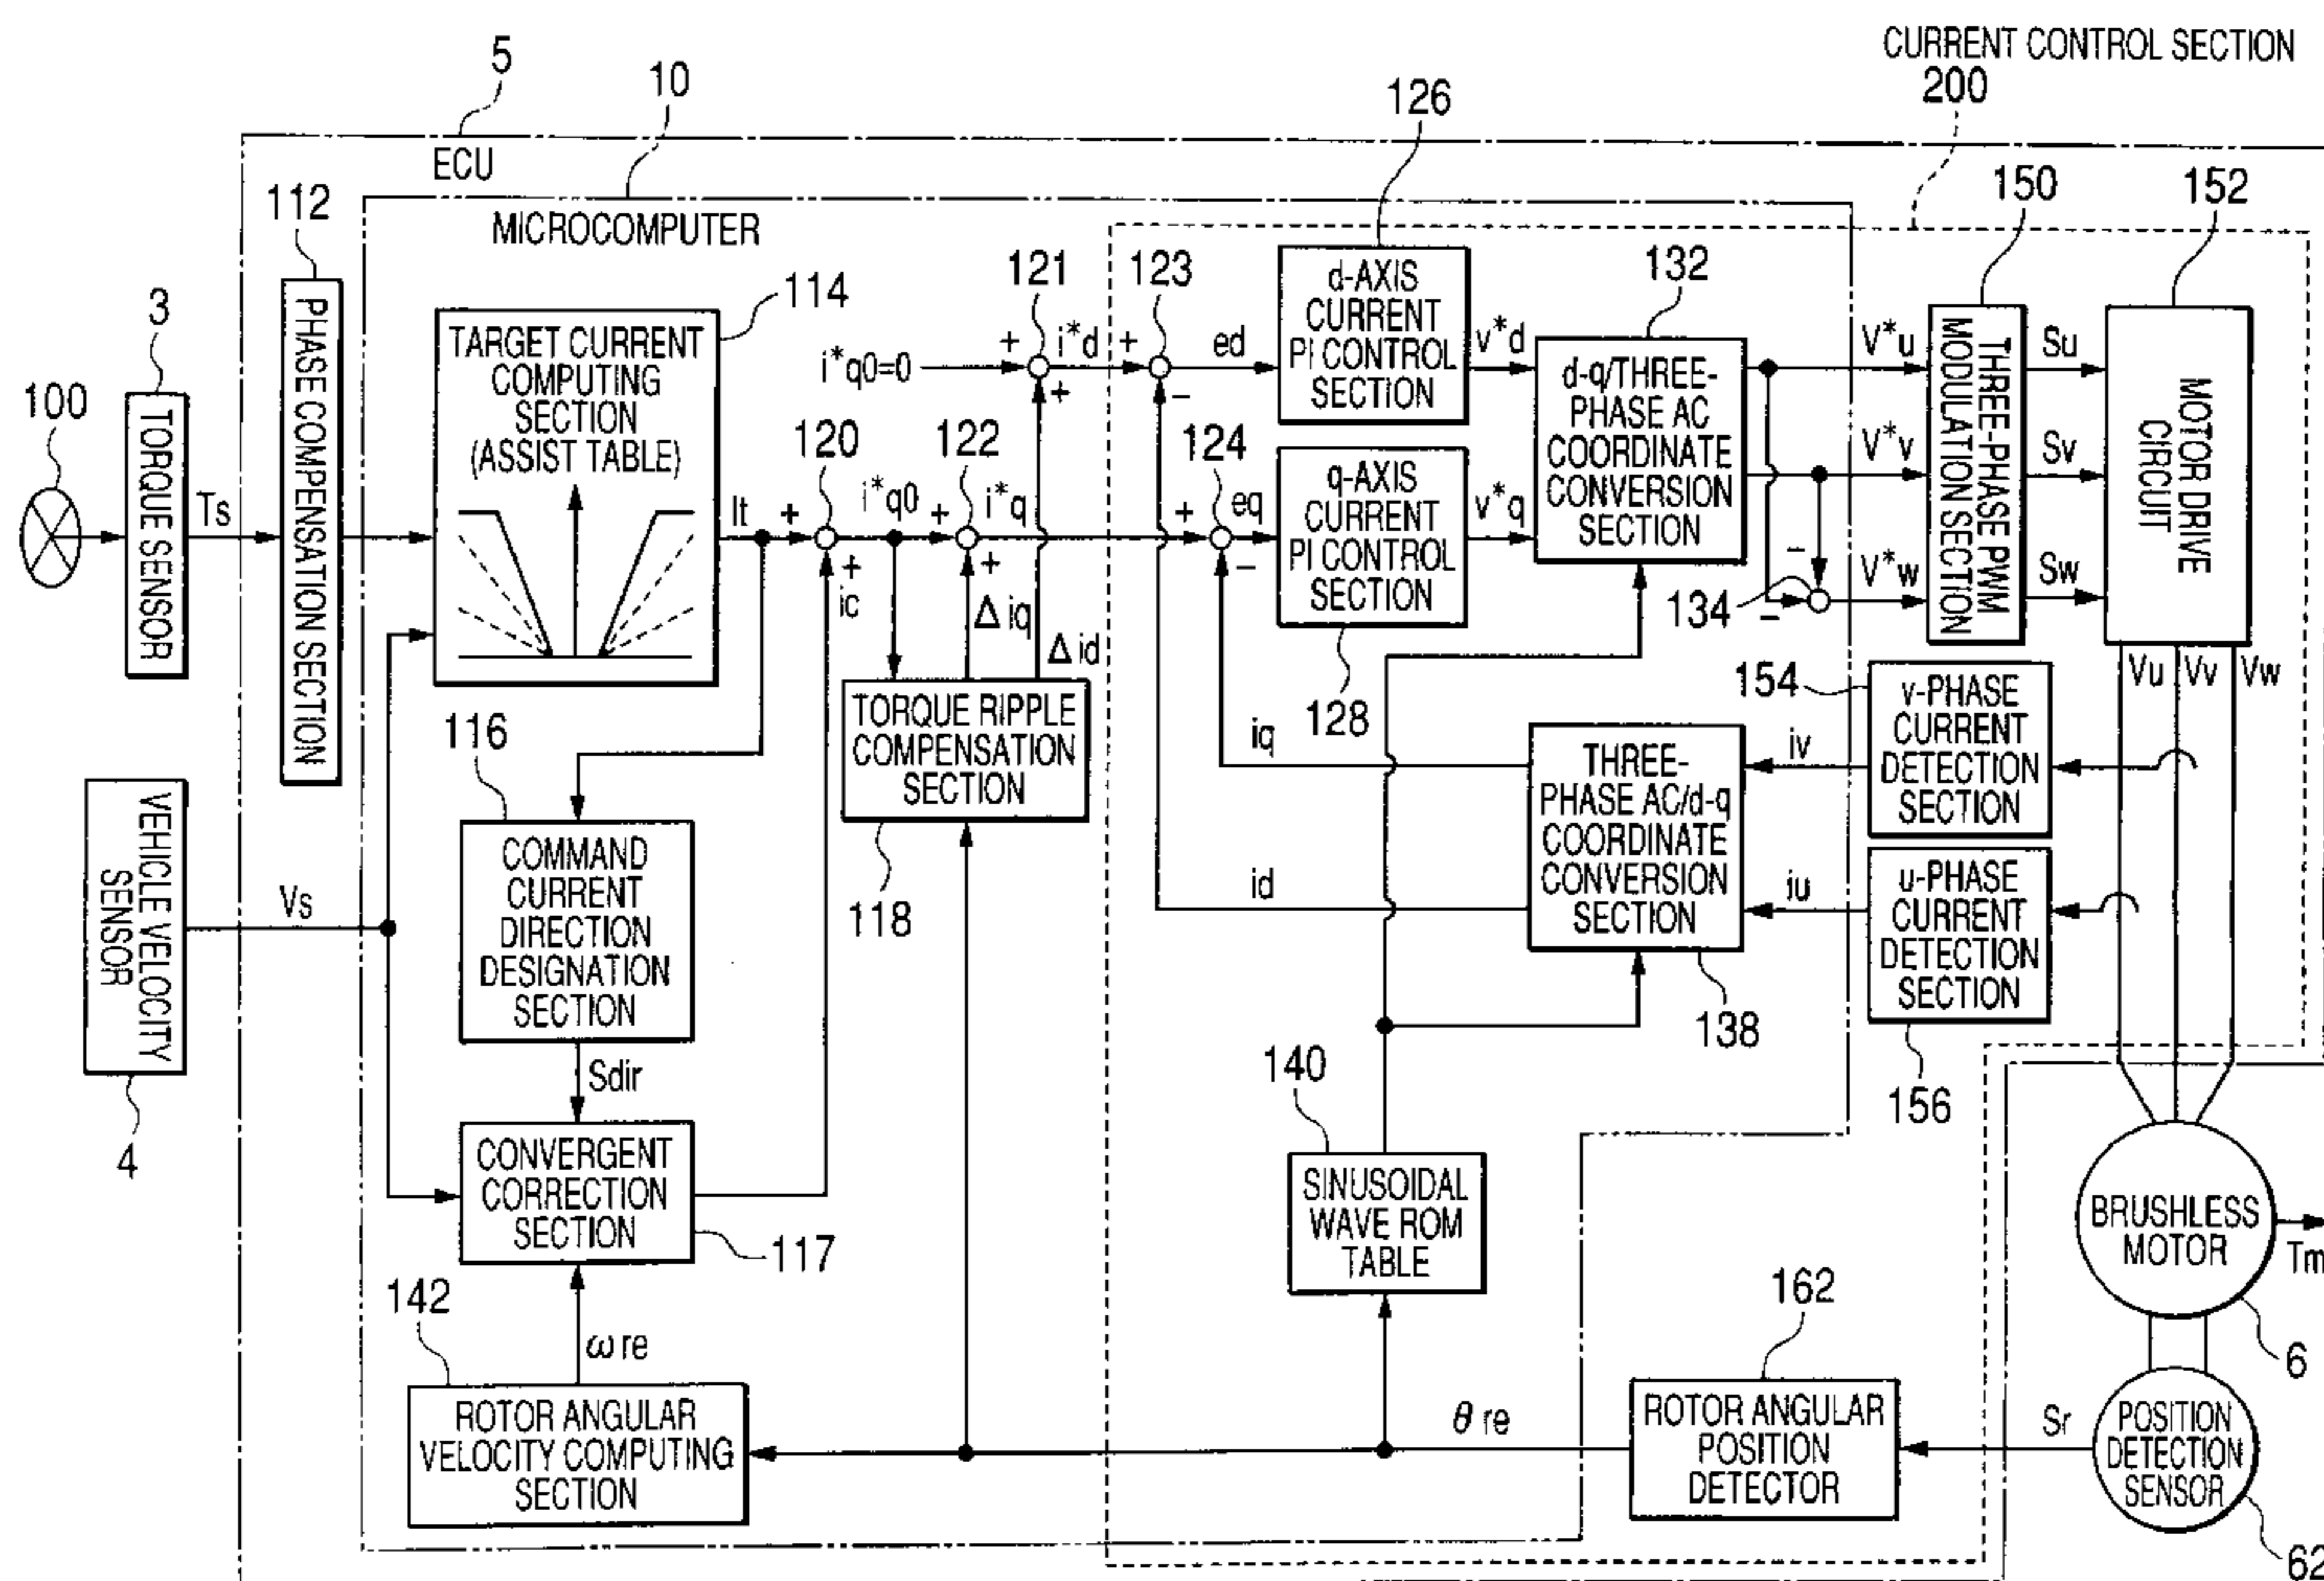 CURRENT CONTROL SECTION
200
5
10
126
ECU
112
MICROCOMPUTER
150
152
121
123
132
114
3
100
TORQUE SENSOR
Ts
PHASE COMPENSATION SECTION
TARGET CURRENT
COMPUTING
SECTION
(ASSIST TABLE)
It
+
120
+
ic
i*q0
i*q0=0
+
+
i*d
+
122
+
i*q
+
Δiq
Δid
+
−
ed
124
+
−
eq
d-AXIS
CURRENT
PI CONTROL
SECTION
v*d
q-AXIS
CURRENT
PI CONTROL
SECTION
v*q
128
d-q/THREE-
PHASE AC
COORDINATE
CONVERSION
SECTION
V*u
V*v
V*w
−
134
−
THREE-PHASE PWM
MODULATION SECTION
Su
Sv
Sw
MOTOR DRIVE
CIRCUIT
Vu
Vv
Vw
154
v-PHASE
CURRENT
DETECTION
SECTION
iv
u-PHASE
CURRENT
DETECTION
SECTION
iu
156
THREE-
PHASE AC/d-q
COORDINATE
CONVERSION
SECTION
138
iq
id
TORQUE RIPPLE
COMPENSATION
SECTION
118
116
COMMAND
CURRENT
DIRECTION
DESIGNATION
SECTION
Sdir
VEHICLE VELOCITY
SENSOR
Vs
4
CONVERGENT
CORRECTION
SECTION
117
140
SINUSOIDAL
WAVE ROM
TABLE
142
ωre
ROTOR ANGULAR
VELOCITY COMPUTING
SECTION
θre
162
ROTOR ANGULAR
POSITION
DETECTOR
Sr
BRUSHLESS
MOTOR
Tm
6
POSITION
DETECTION
SENSOR
62